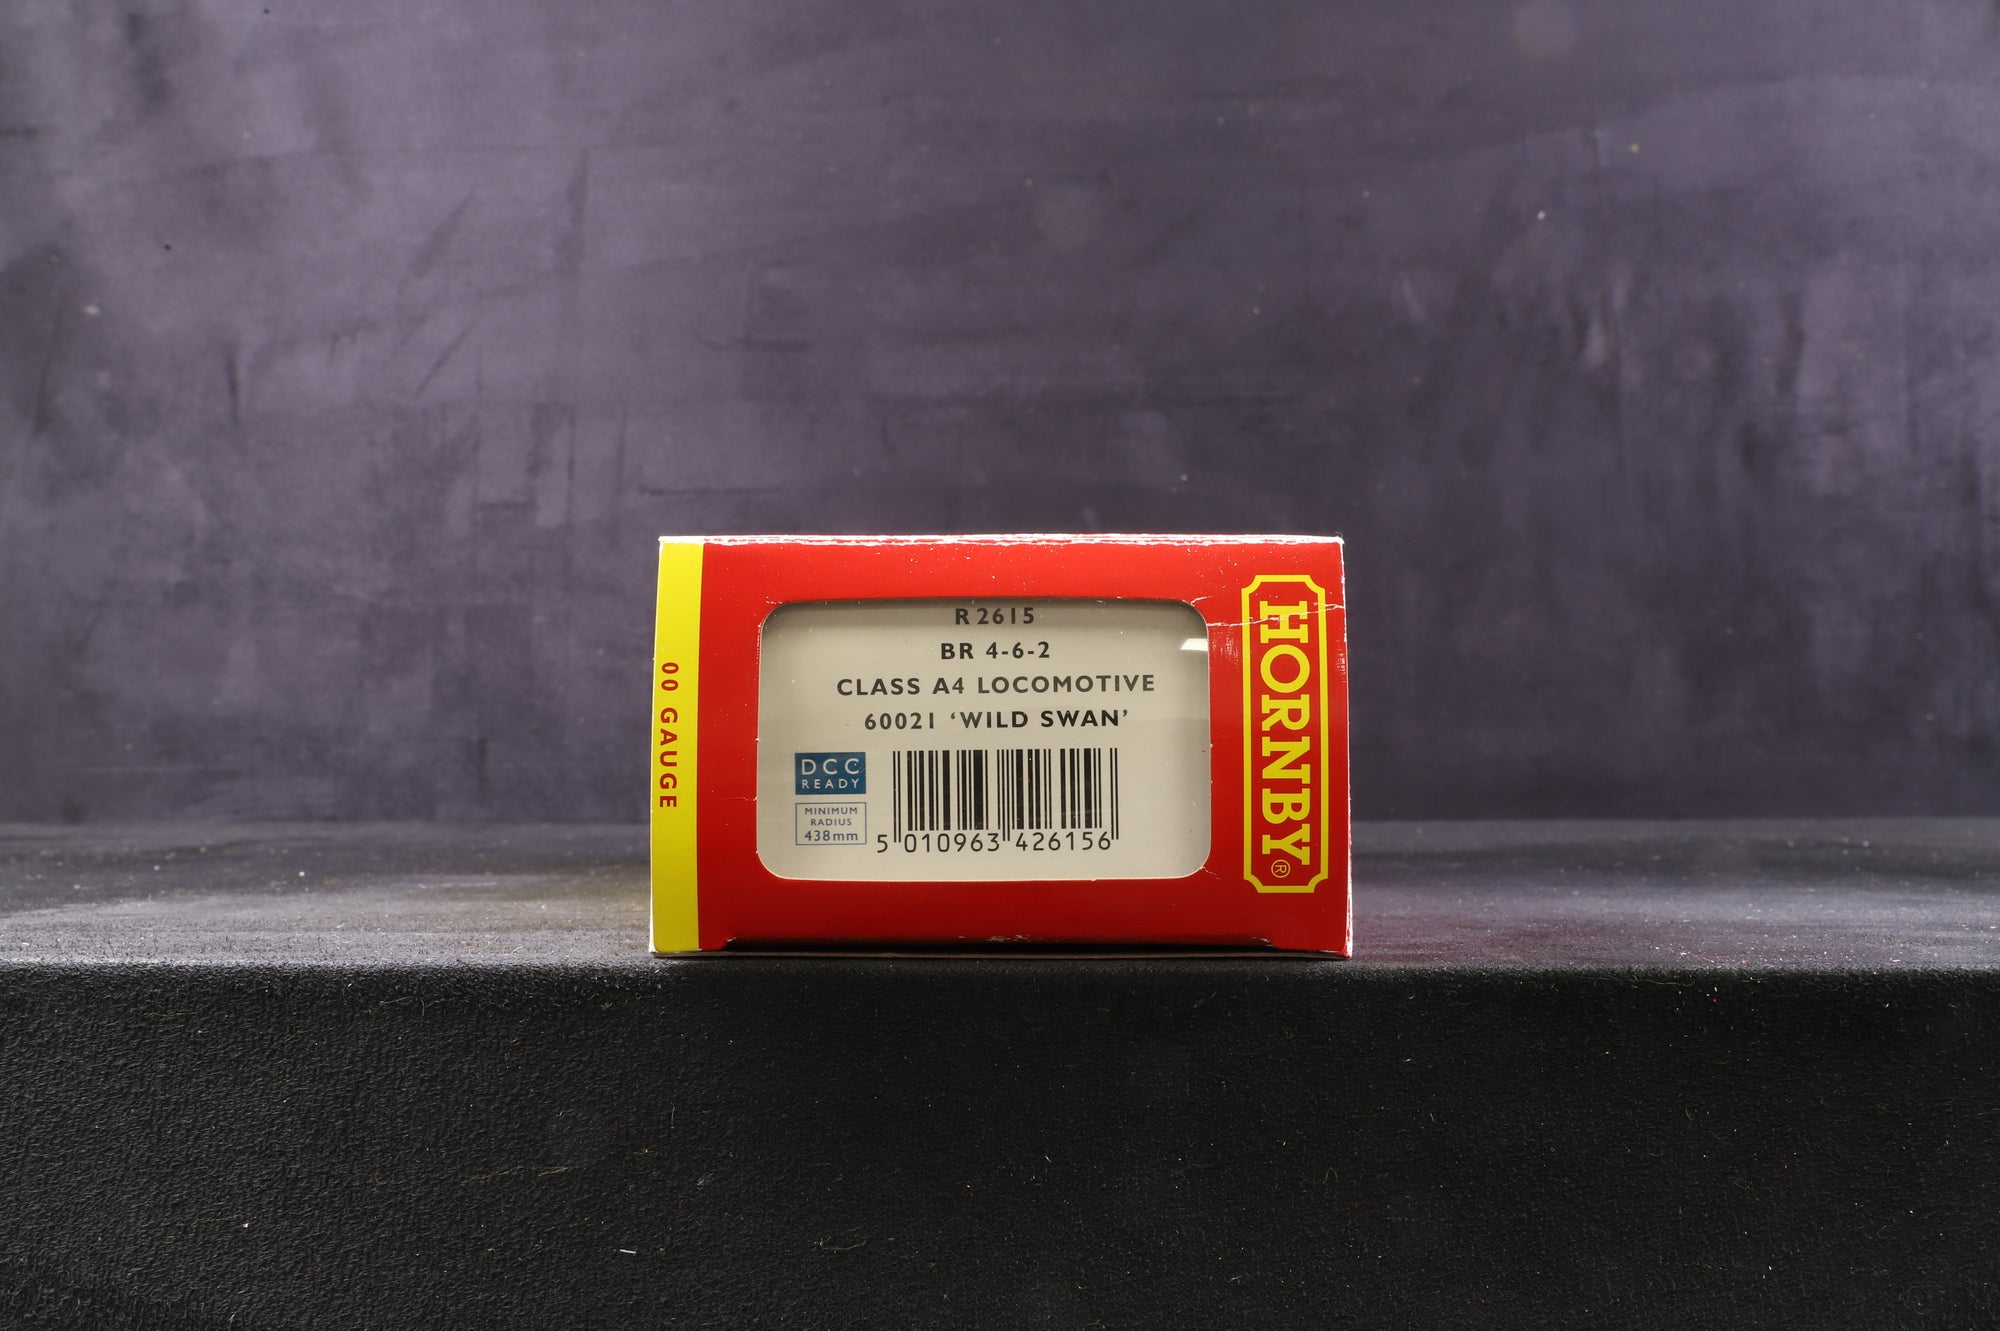 00 GAUGE
R2615
BR 4-6-2
CLASS A4 LOCOMOTIVE
60021 ‘WILD SWAN’
DCC
READY
MINIMUM
RADIUS
438mm
5 010963 426156
HORNBY®